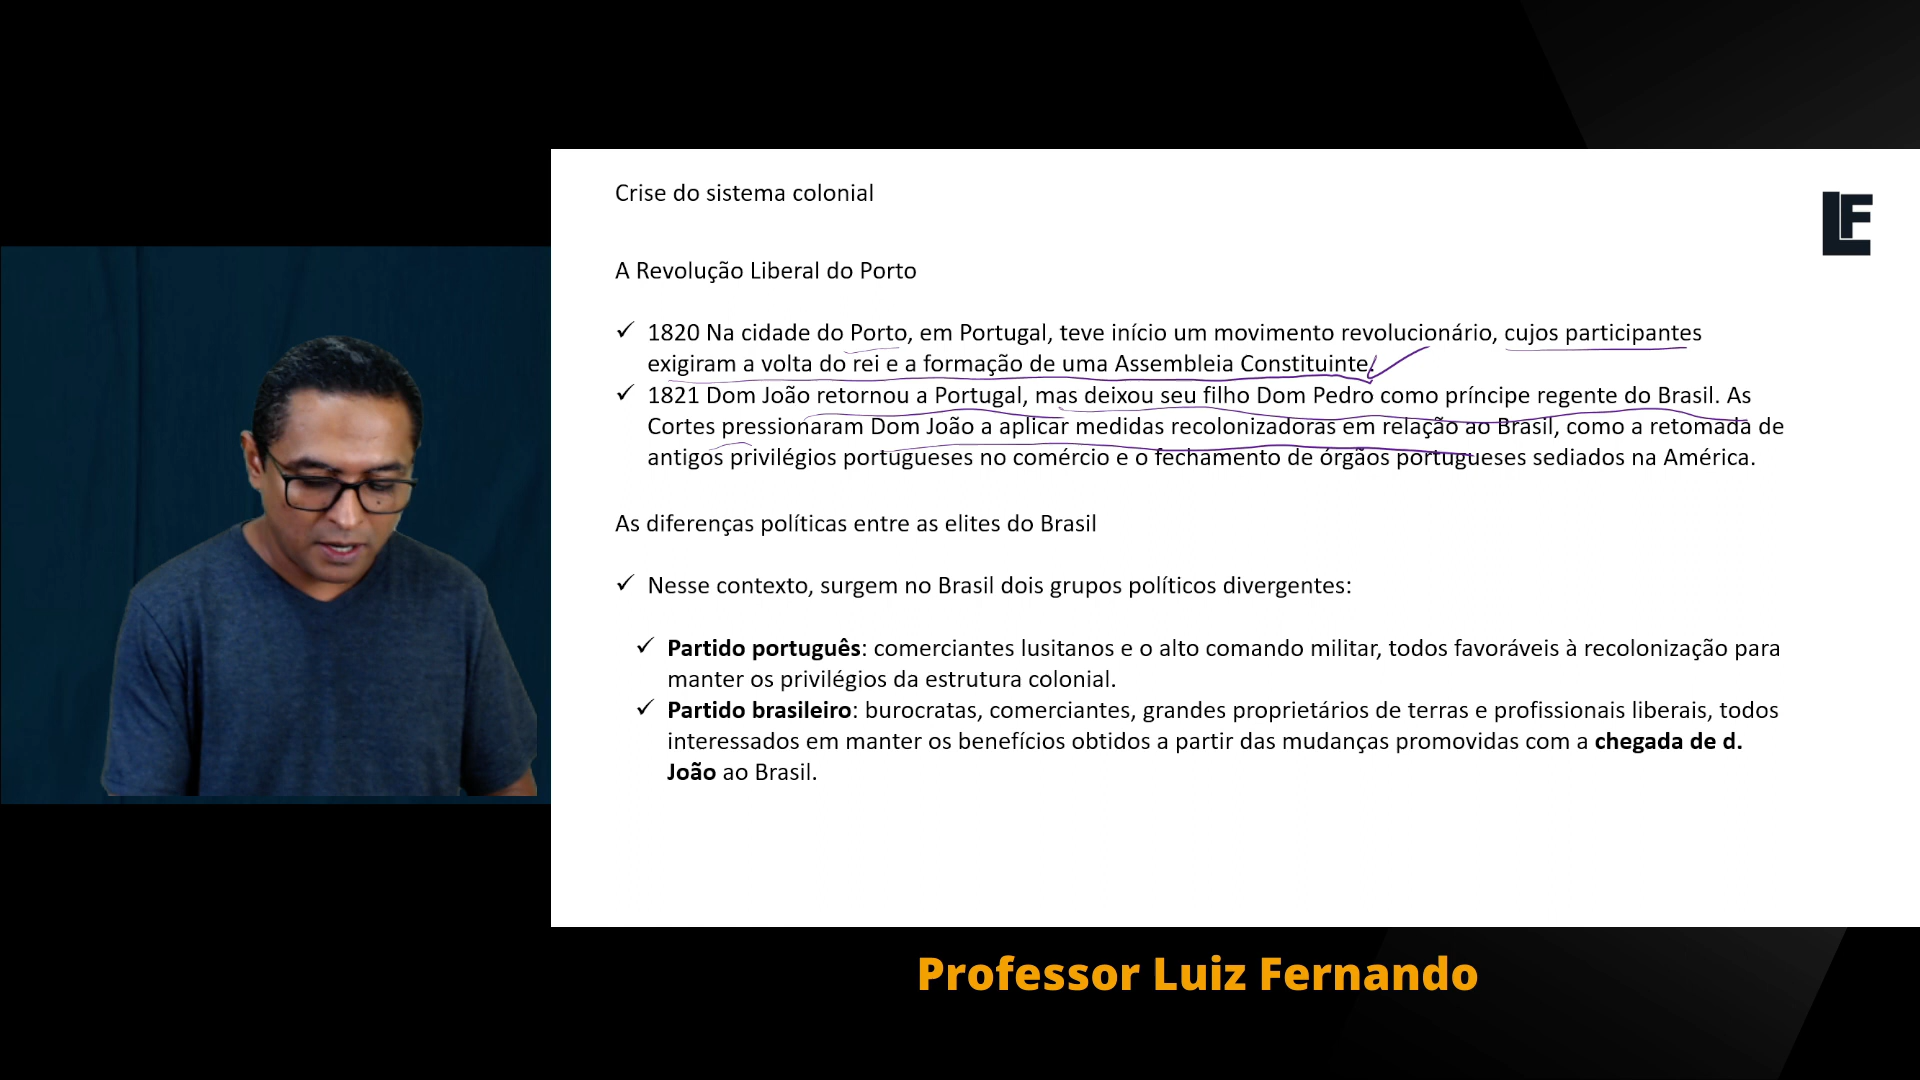 Crise do sistema colonial
LF
A Revolução Liberal do Porto
✓ 1820 Na cidade do Porto, em Portugal, teve início um movimento revolucionário, cujos participantes
exigiram a volta do rei e a formação de uma Assembleia Constituinte.
✓ 1821 Dom João retornou a Portugal, mas deixou seu filho Dom Pedro como príncipe regente do Brasil. As
Cortes pressionaram Dom João a aplicar medidas recolonizadoras em relação ao Brasil, como a retomada de
antigos privilégios portugueses no comércio e o fechamento de órgãos portugueses sediados na América.
As diferenças políticas entre as elites do Brasil
✓ Nesse contexto, surgem no Brasil dois grupos políticos divergentes:
✓ Partido português: comerciantes lusitanos e o alto comando militar, todos favoráveis à recolonização para
manter os privilégios da estrutura colonial.
✓ Partido brasileiro: burocratas, comerciantes, grandes proprietários de terras e profissionais liberais, todos
interessados em manter os benefícios obtidos a partir das mudanças promovidas com a chegada de d.
João ao Brasil.
Professor Luiz Fernando